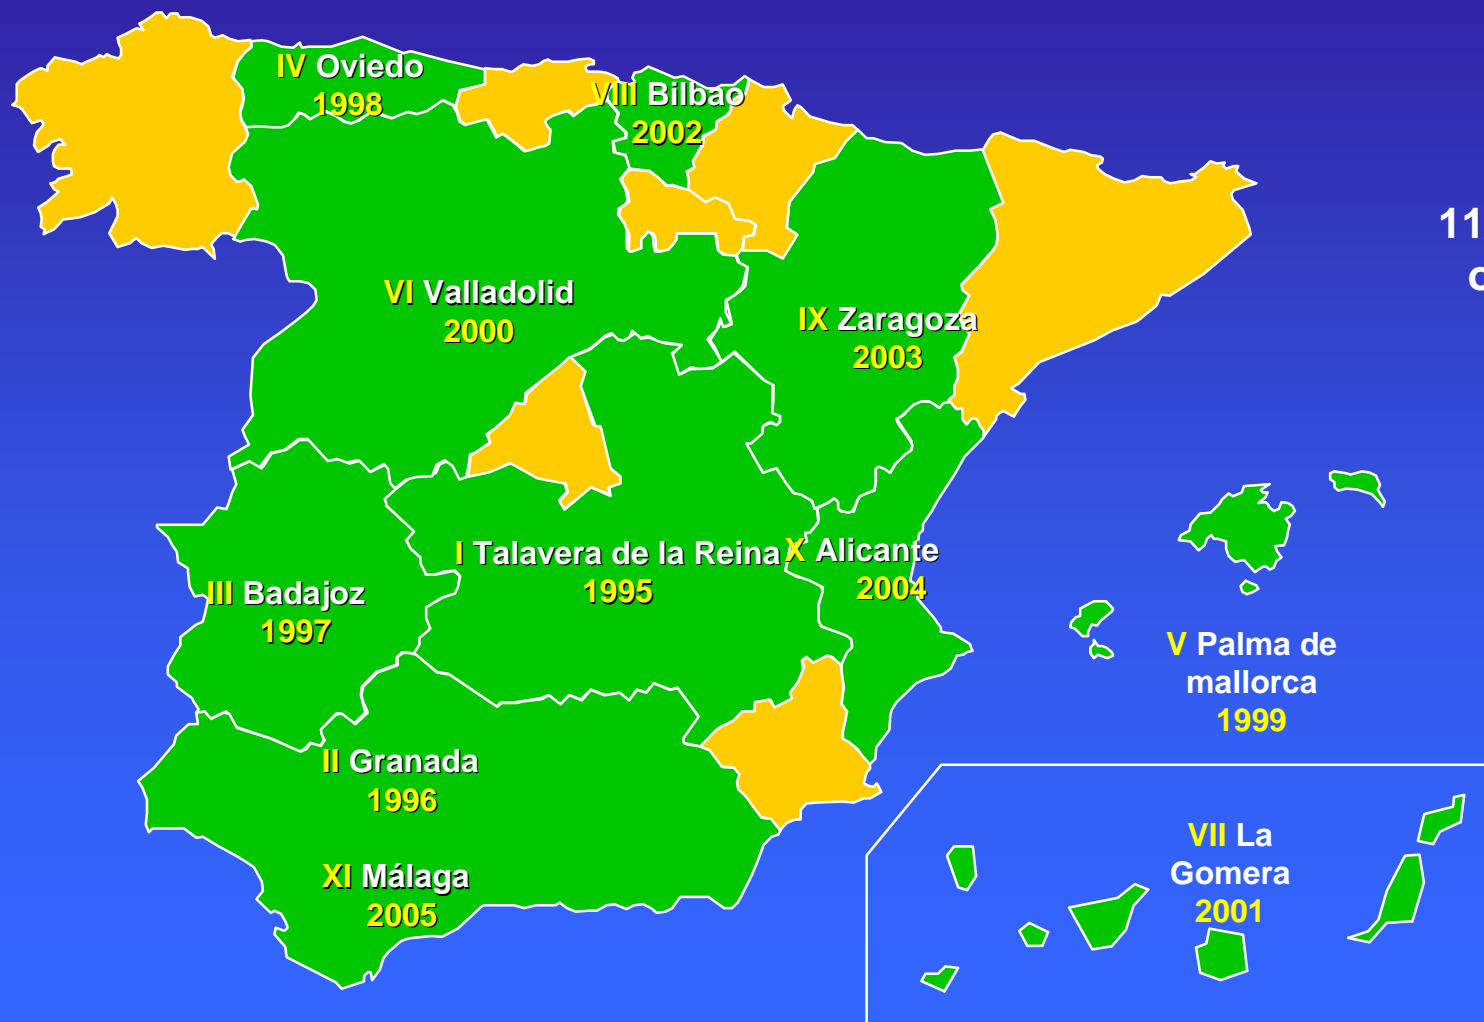 IV Oviedo
1998
VIII Bilbao
2002
11
VI Valladolid
2000
IX Zaragoza
2003
I Talavera de la Reina
1995
X Alicante
2004
III Badajoz
1997
V Palma de
mallorca
1999
II Granada
1996
VII La
Gomera
2001
XI Málaga
2005